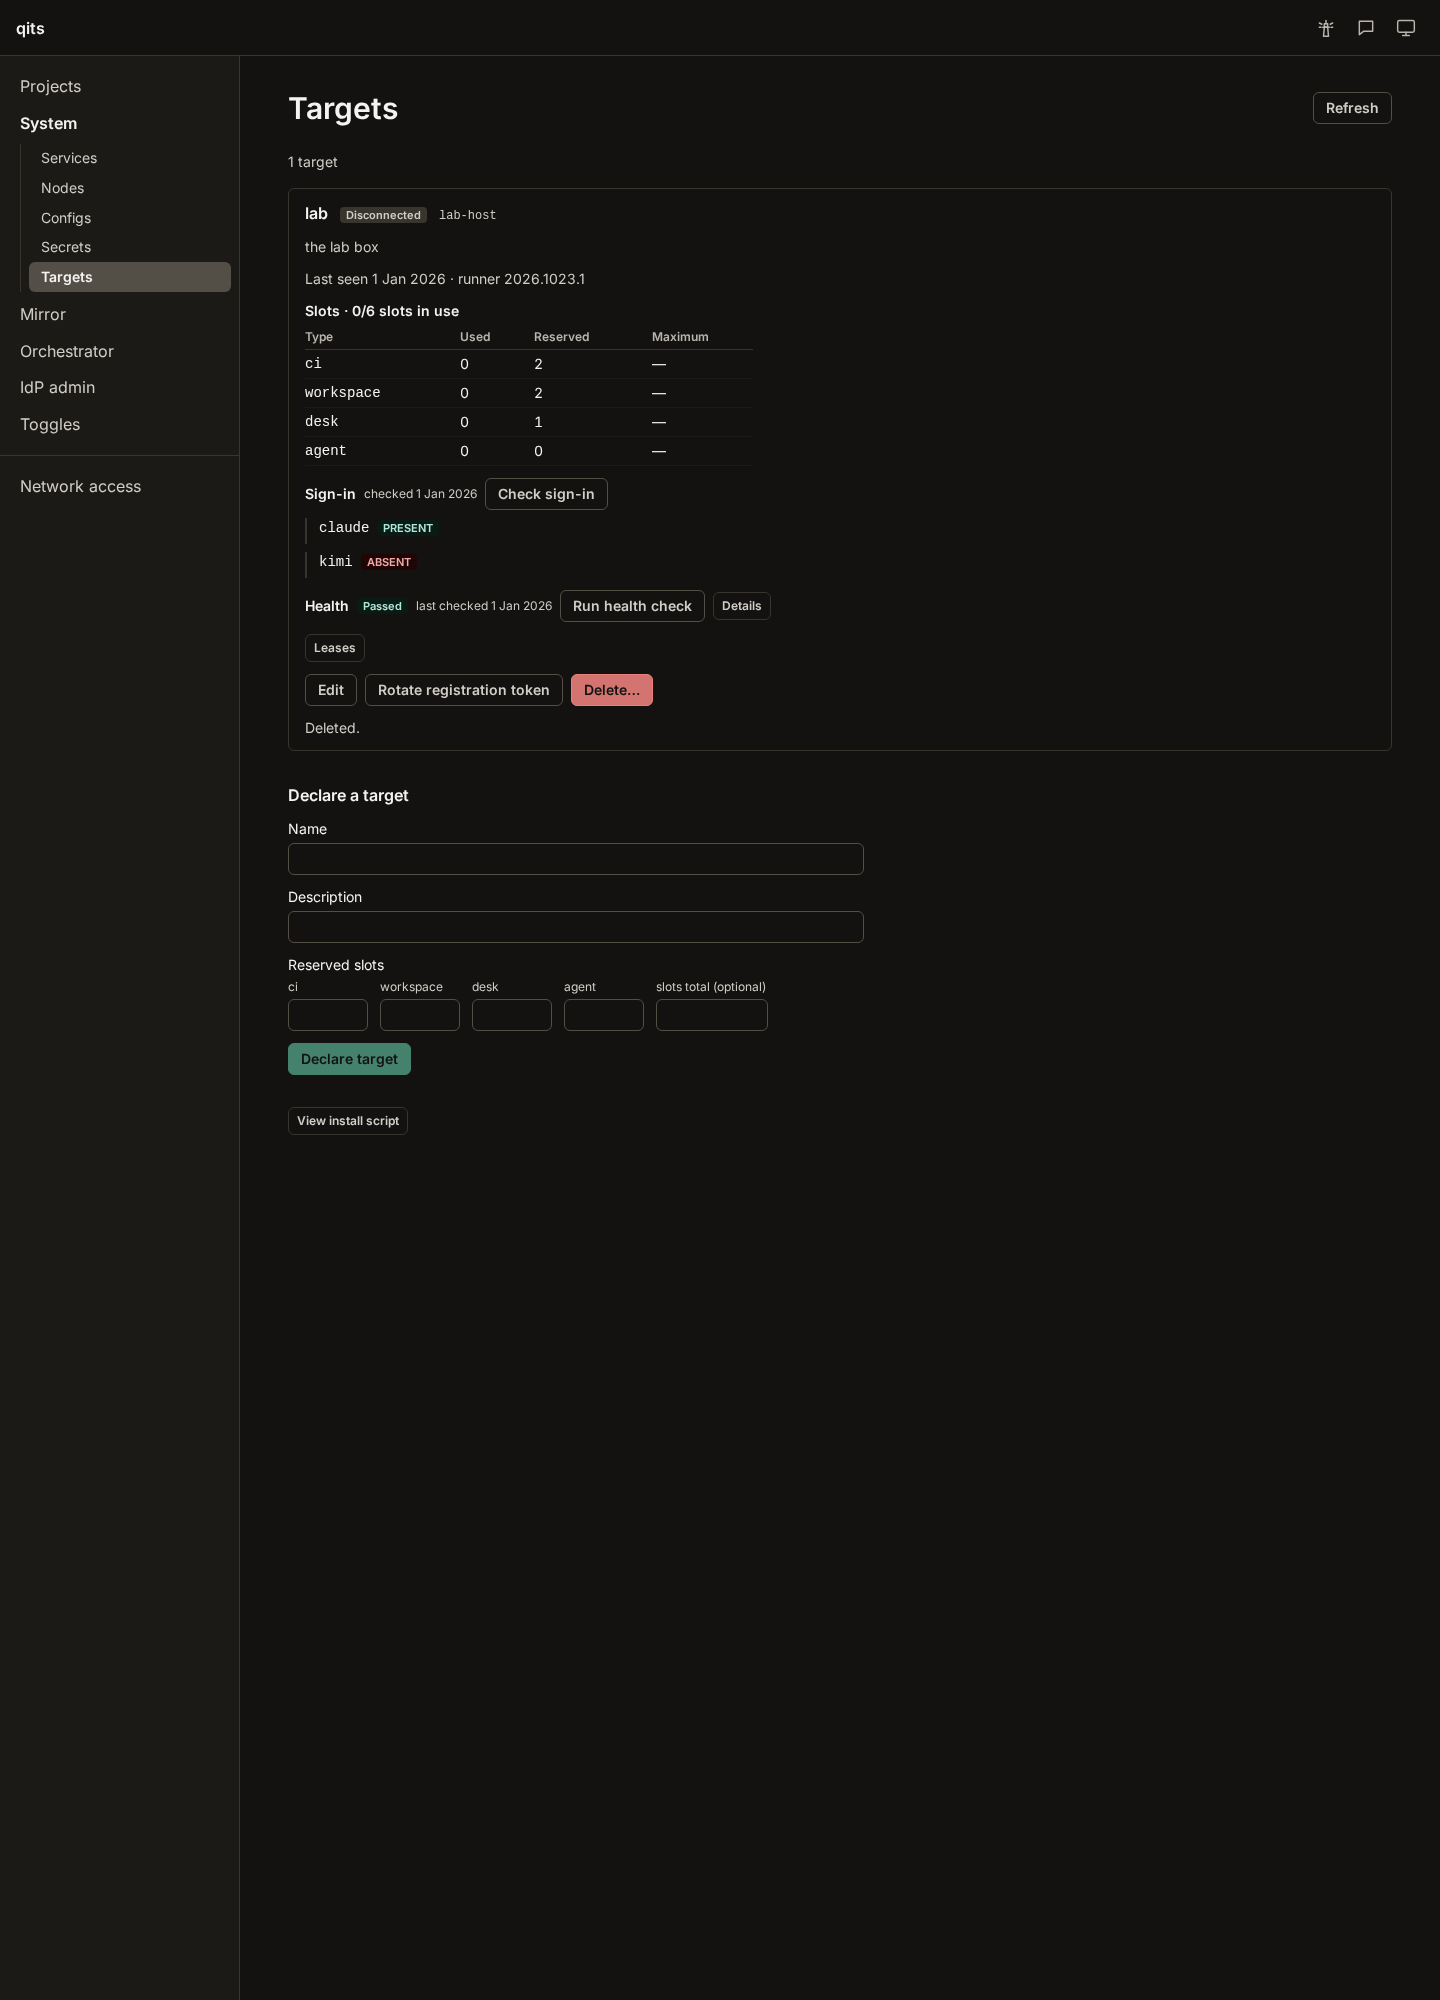 qits
Projects
System
Services
Nodes
Configs
Secrets
Targets
Mirror
Orchestrator
IdP admin
Toggles
Network access
Targets
Refresh
1 target
lab Disconnected lab-host
the lab box
Last seen 1 Jan 2026 · runner 2026.1023.1
Slots · 0/6 slots in use
Type Used Reserved Maximum
ci 0 2 —
workspace 0 2 —
desk 0 1 —
agent 0 0 —
Sign-in checked 1 Jan 2026 Check sign-in
claude PRESENT
kimi ABSENT
Health Passed last checked 1 Jan 2026 Run health check Details
Leases
Edit Rotate registration token Delete…
Deleted.
Declare a target
Name
Description
Reserved slots
ci workspace desk agent slots total (optional)
Declare target
View install script